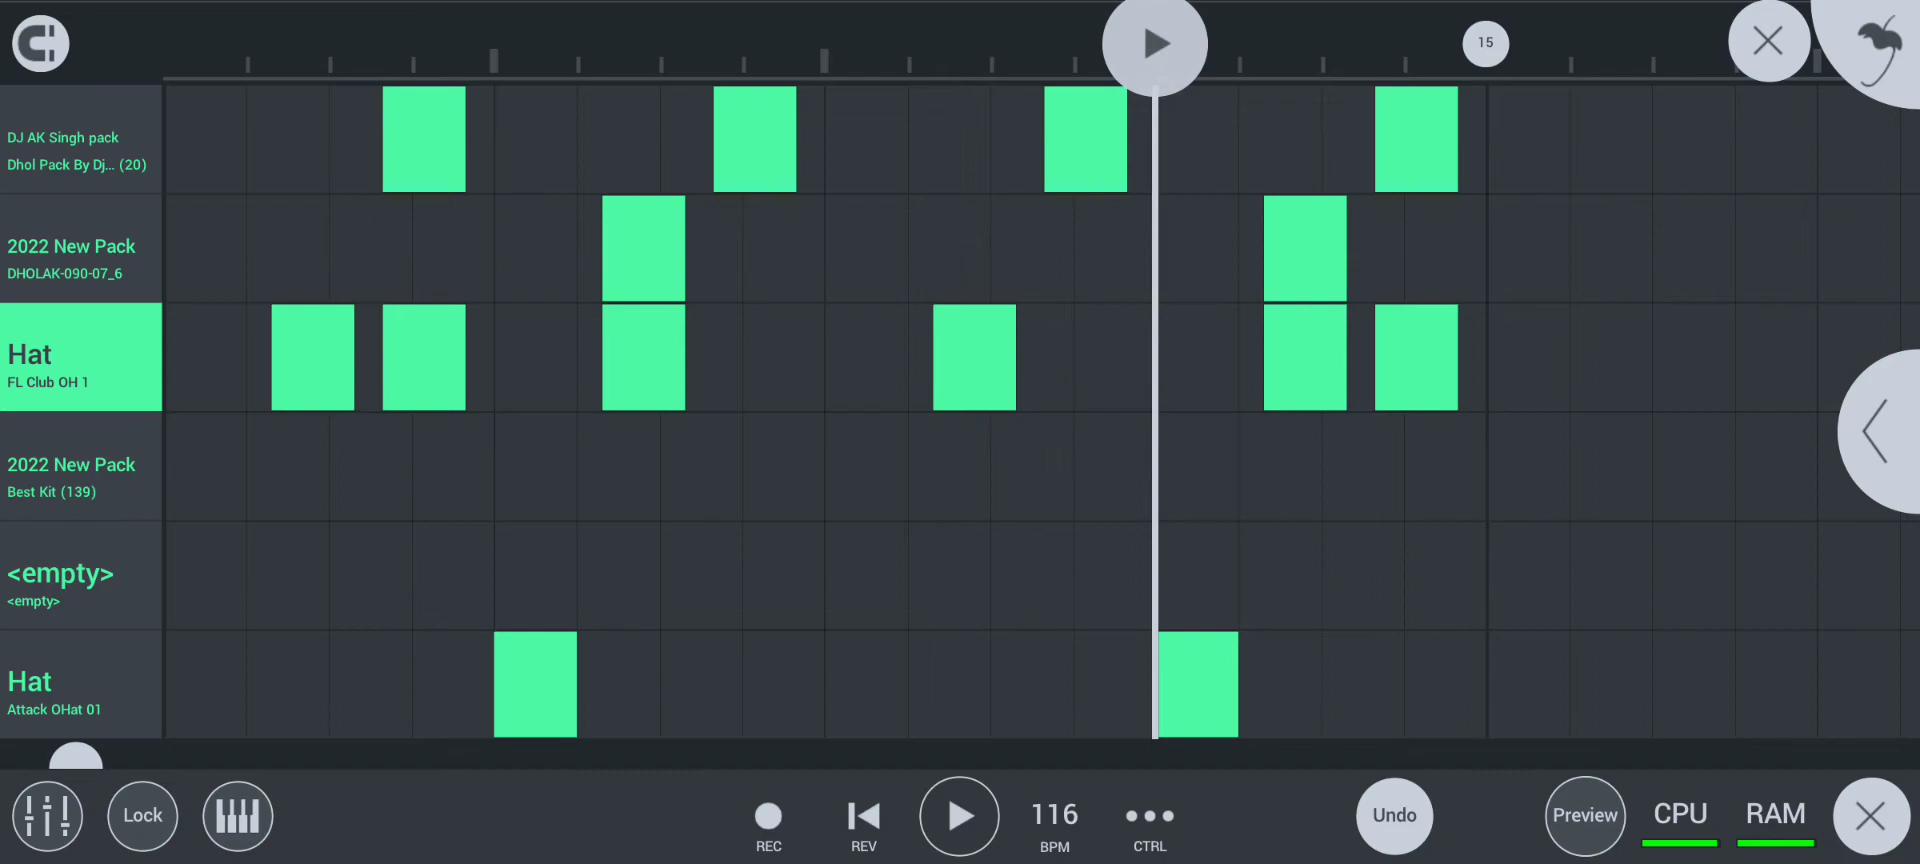 15
DJ AK Singh pack
Dhol Pack By Dj... (20)
2022 New Pack
DHOLAK-090-07_6
Hat
FL Club OH 1
2022 New Pack
Best Kit (139)
<empty>
<empty>
Hat
Attack OHat 01
Lock
REC
REV
116
BPM
CTRL
Undo
Preview
CPU
RAM